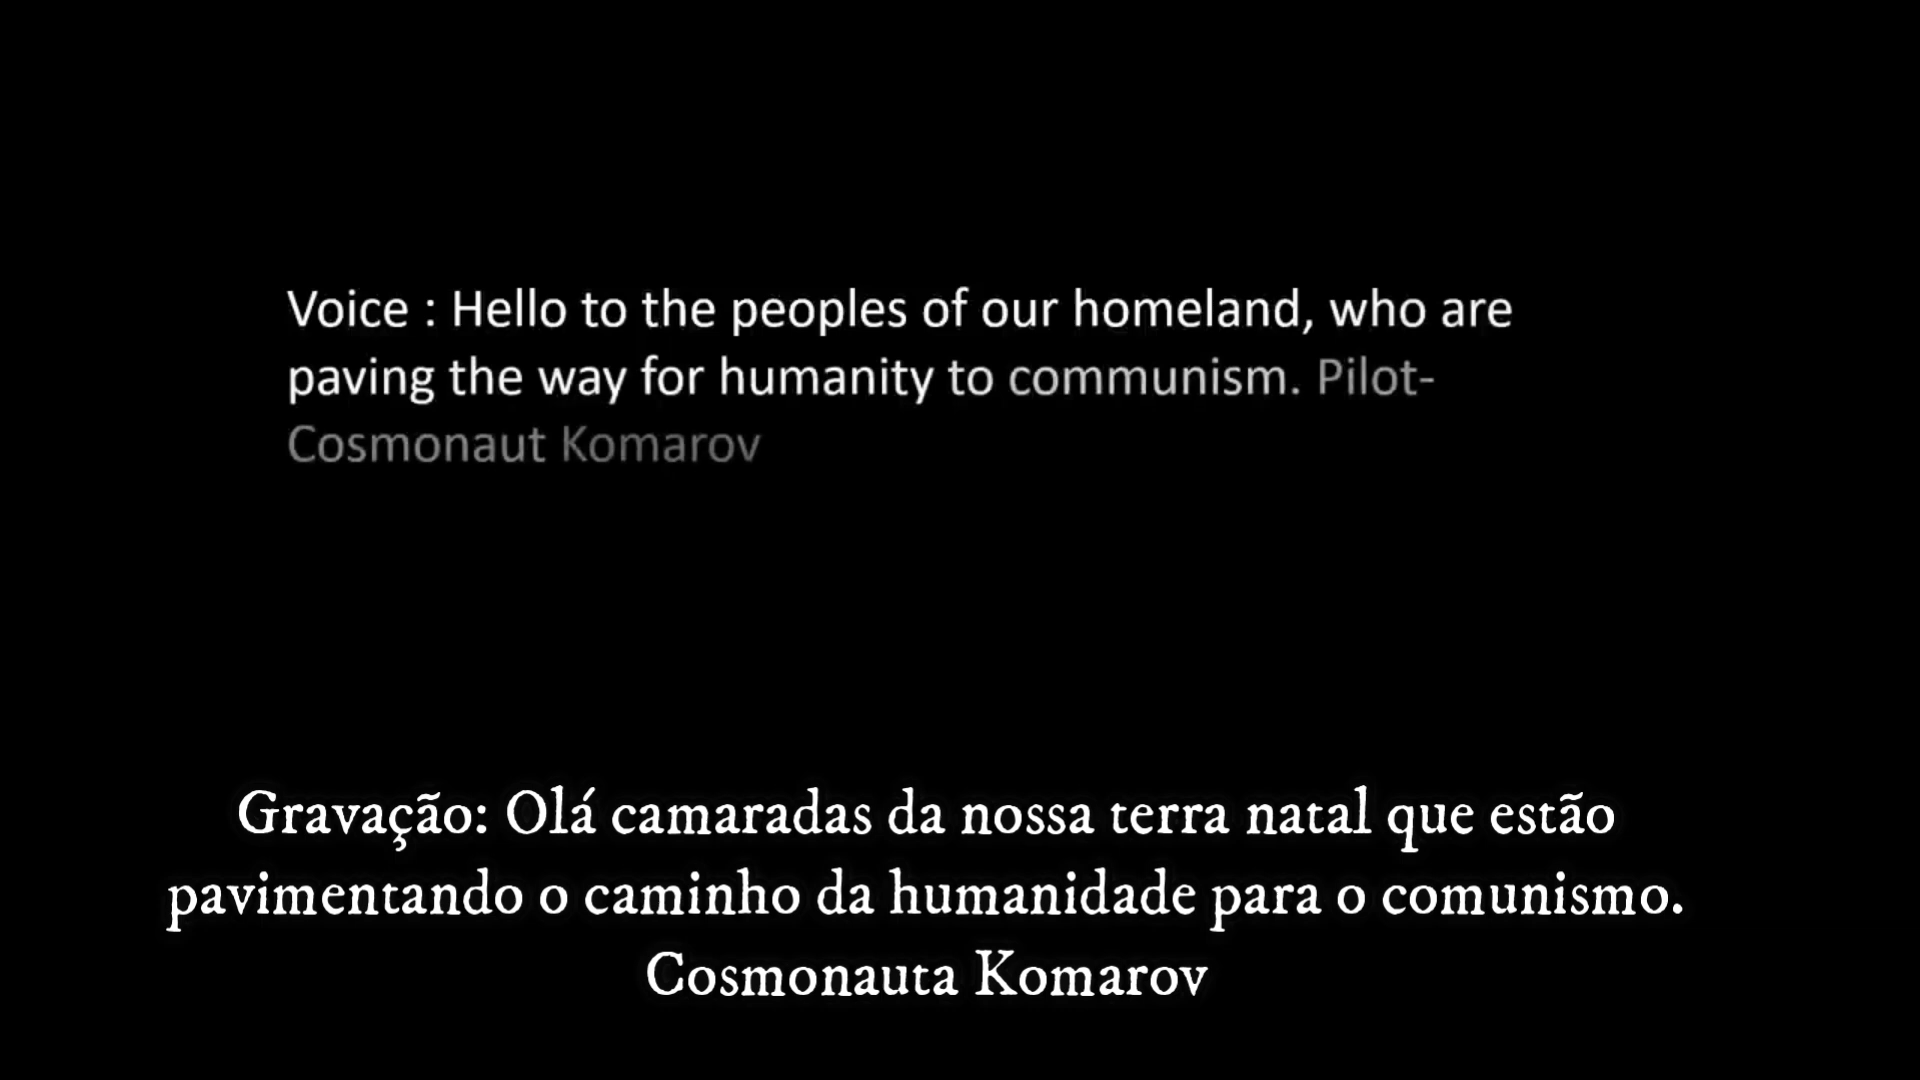 Voice : Hello to the peoples of our homeland, who are
paving the way for humanity to communism. Pilot-
Cosmonaut Komarov
Gravação: Olá camaradas da nossa terra natal que estão
pavimentando o caminho da humanidade para o comunismo.
Cosmonauta Komarov